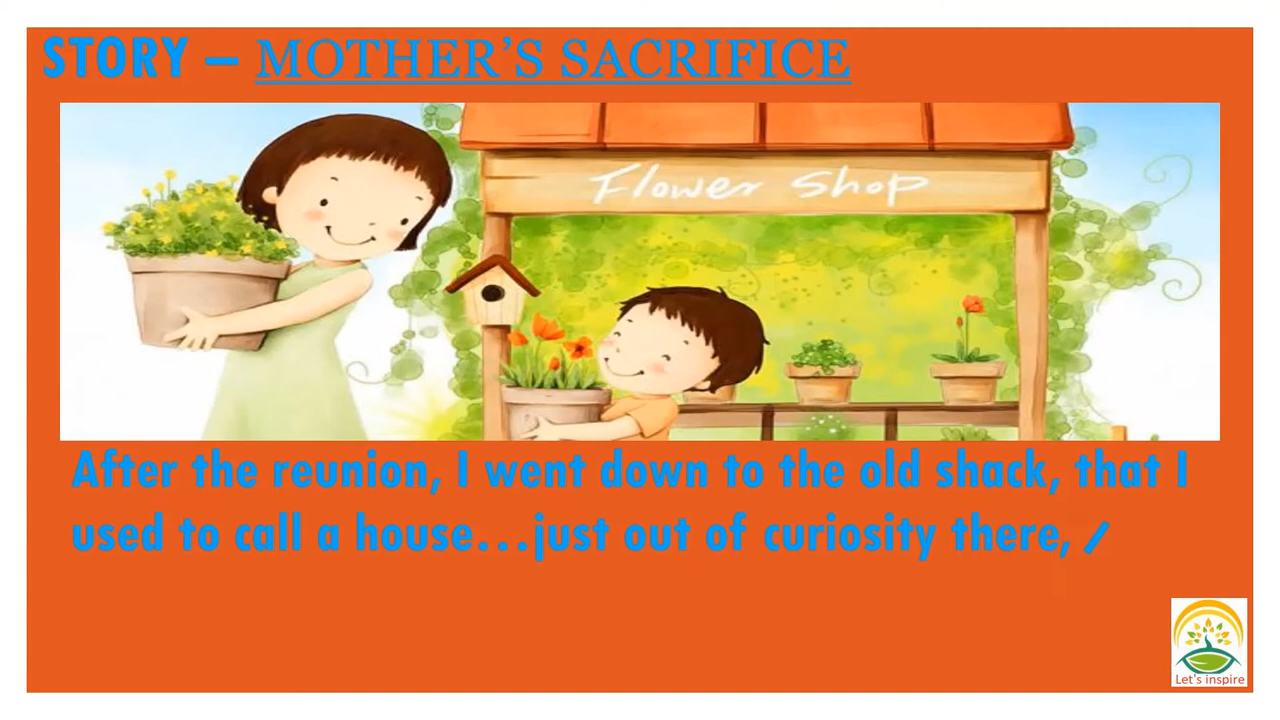 STORY – MOTHER’S SACRIFICE
Flower Shop
After the reunion, I went down to the old shack, that I
used to call a house...just out of curiosity there,
Let's inspire